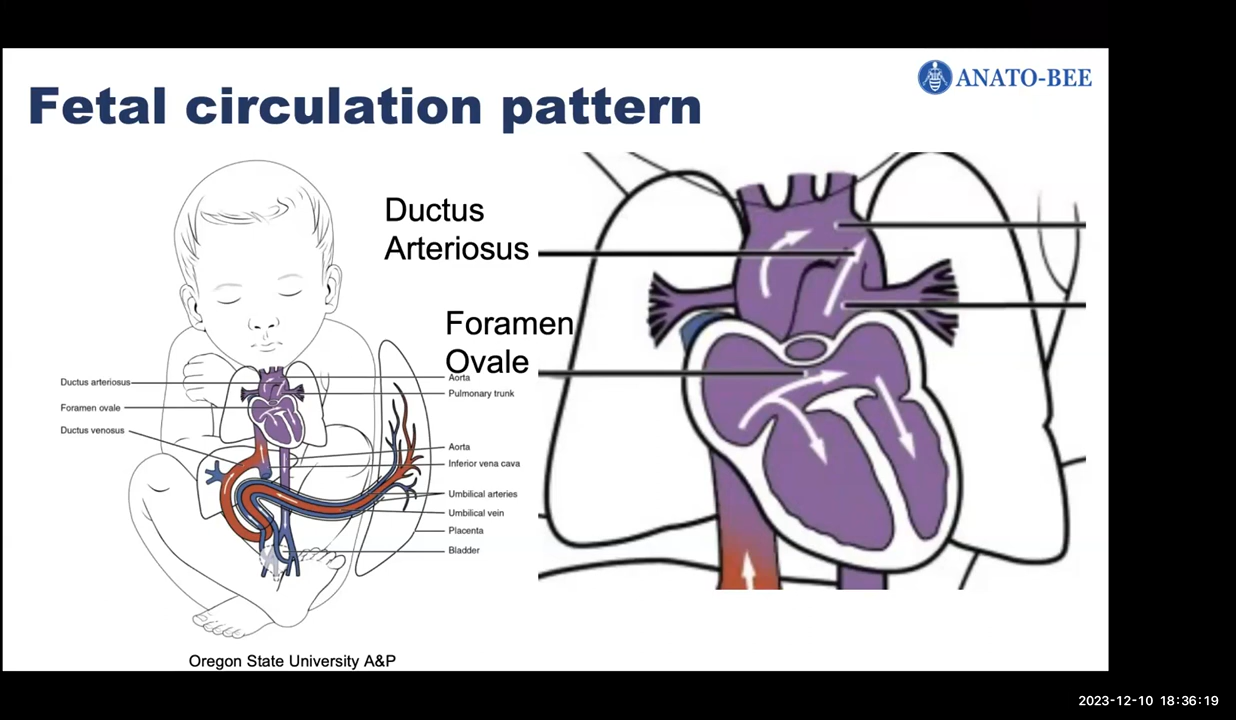 ANATO-BEE
Fetal circulation pattern
Ductus
Arteriosus
Foramen
Ovale
Ductus arteriosus
Foramen ovale
Ductus venosus
Aorta
Pulmonary trunk
Aorta
Inferior vena cava
Umbilical arteries
Umbilical vein
Placenta
Bladder
Oregon State University A&P
2023-12-10 18:36:19